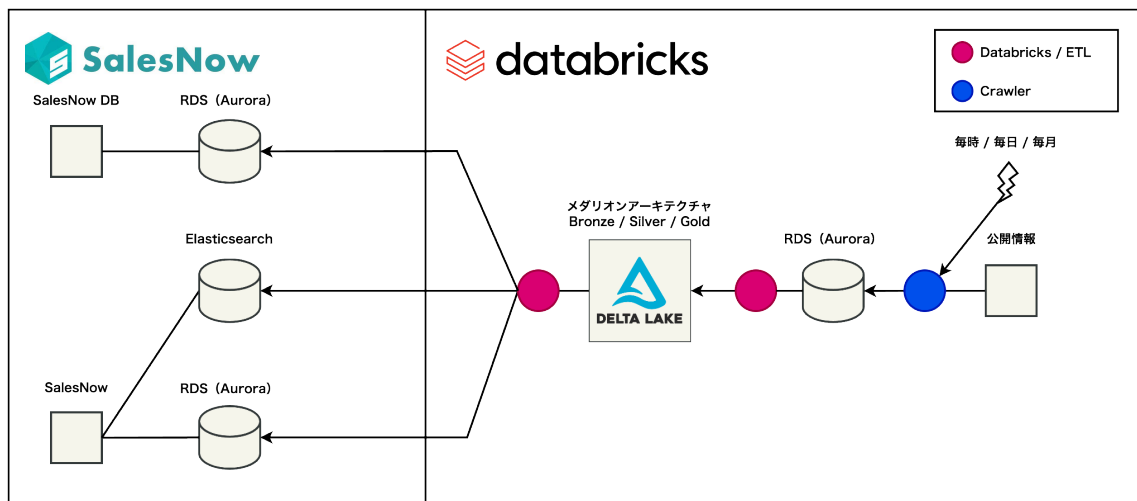 SalesNow
databricks
Databricks / ETL
Crawler
SalesNow DB
RDS（Aurora）
毎時 / 毎日 / 毎月
メダリオンアーキテクチャ
Bronze / Silver / Gold
Elasticsearch
RDS（Aurora）
公開情報
DELTA LAKE
SalesNow
RDS（Aurora）